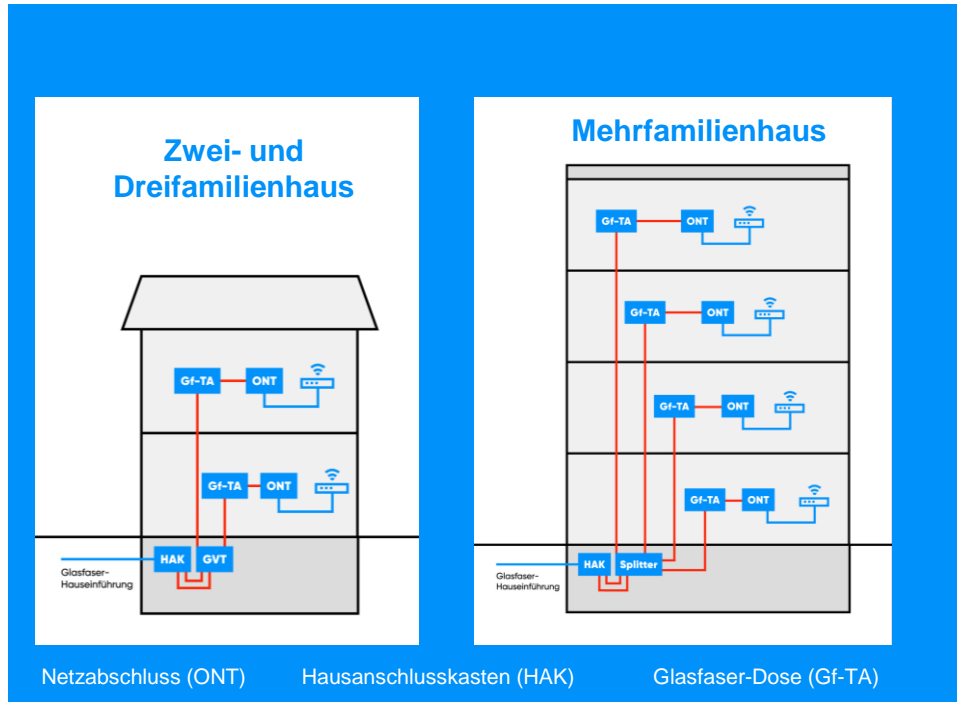 Zwei- und
Dreifamilienhaus
Gf-TA ONT
Gf-TA ONT
HAK GVT
Glasfaser-
Hauseinführung
Mehrfamilienhaus
Gf-TA ONT
Gf-TA ONT
Gf-TA ONT
Gf-TA ONT
HAK Splitter
Glasfaser-
Hauseinführung
Netzabschluss (ONT) Hausanschlusskasten (HAK) Glasfaser-Dose (Gf-TA)